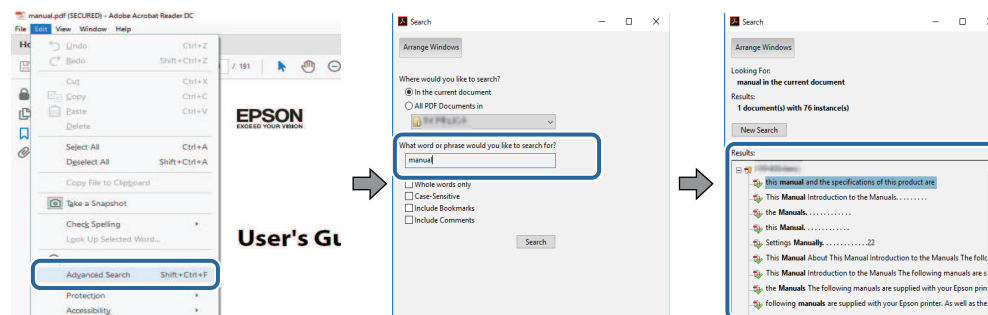 manual.pdf (SECURED) - Adobe Acrobat Reader DC
File Edit View Window Help
Undo Ctrl+Z
Redo Shift+Ctrl+Z
Cut Ctrl+X
Copy Ctrl+C
Paste Ctrl+V
Delete
Select All Ctrl+A
Deselect All Shift+Ctrl+A
Copy File to Clipboard
Take a Snapshot
Check Spelling
Look Up Selected Word...
Advanced Search Shift+Ctrl+F
Protection
Accessibility
/ 191
EPSON
EXCEED YOUR VISION
User's Gu
Search
Arrange Windows
Where would you like to search?
In the current document
All PDF Documents in
What word or phrase would you like to search for?
manual
Whole words only
Case-Sensitive
Include Bookmarks
Include Comments
Search
Search
Arrange Windows
Looking For:
manual in the current document
Results:
1 document(s) with 76 instance(s)
New Search
Results:
this manual and the specifications of this product are
This Manual Introduction to the Manuals. . . . . . . . .
the Manuals. . . . . . . . . . . .
this Manual. . . . . . . . . . . .
Settings Manually. . . . . . . . . . . .22
This Manual About This Manual Introduction to the Manuals The follo
This Manual Introduction to the Manuals The following manuals are s
the Manuals The following manuals are supplied with your Epson prin
following manuals are supplied with your Epson printer. As well as the